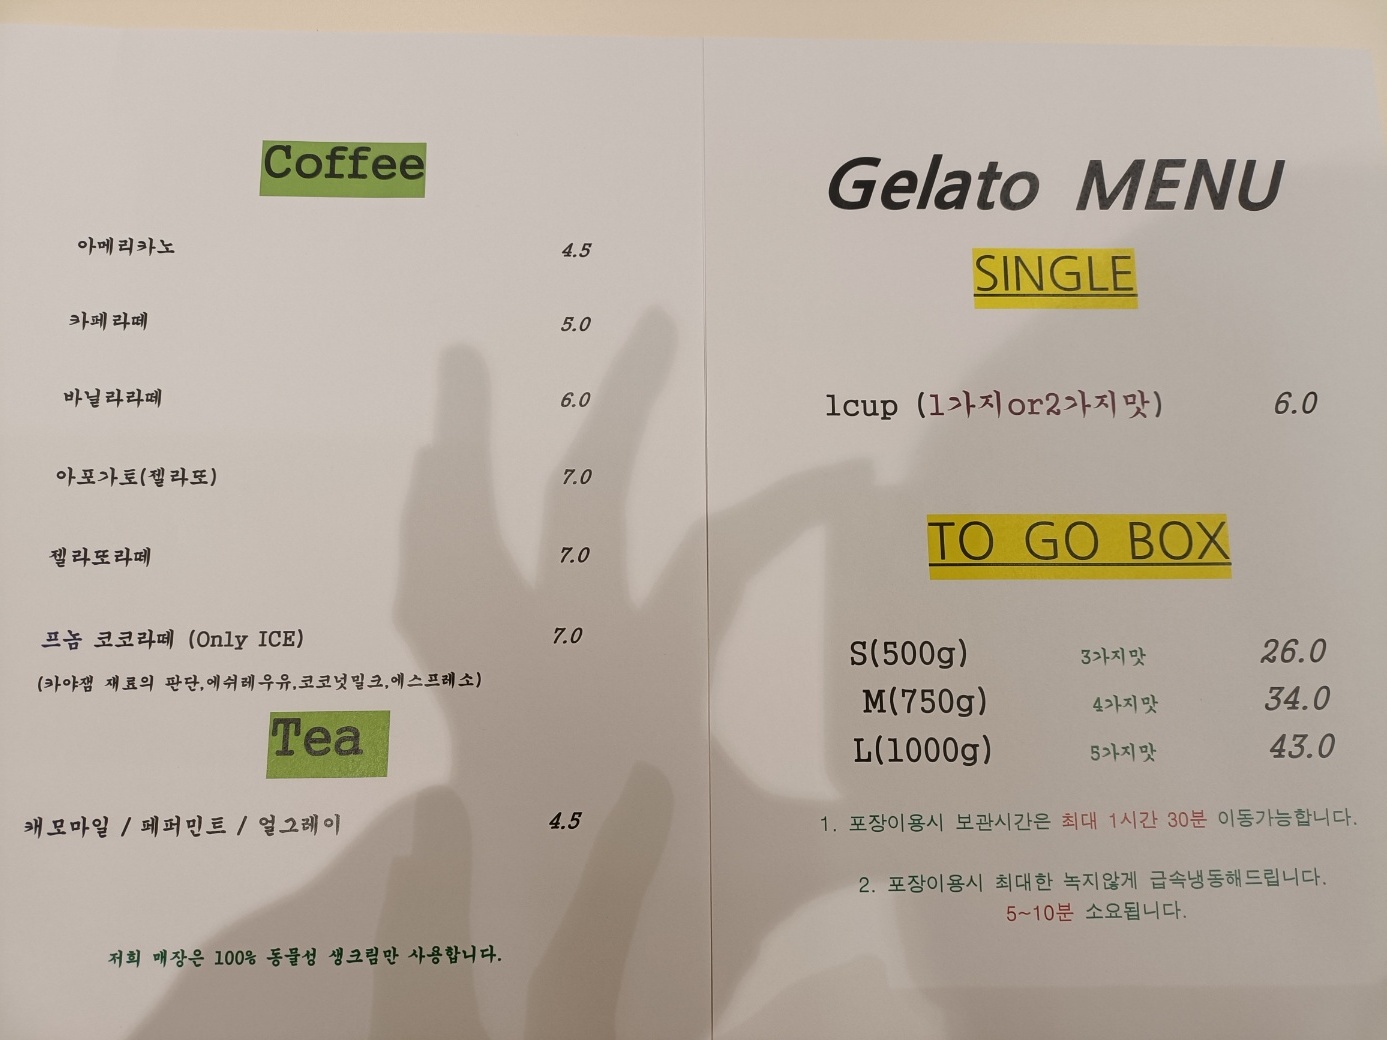 Coffee
아메리카노 4.5
카페라떼 5.0
바닐라라떼 6.0
아포가토(젤라또) 7.0
젤라또라떼 7.0
프놈 코코라떼 (Only ICE) 7.0
(카야잼 재료의 판단,에쉬레우유,코코넛밀크,에스프레소)
Tea
캐모마일 / 페퍼민트 / 얼그레이 4.5
저희 매장은 100% 동물성 생크림만 사용합니다.
Gelato MENU
SINGLE
1cup (1가지or2가지맛) 6.0
TO GO BOX
S(500g) 3가지맛 26.0
M(750g) 4가지맛 34.0
L(1000g) 5가지맛 43.0
1. 포장이용시 보관시간은 최대 1시간 30분 이동가능합니다.
2. 포장이용시 최대한 녹지않게 급속냉동해드립니다.
5~10분 소요됩니다.